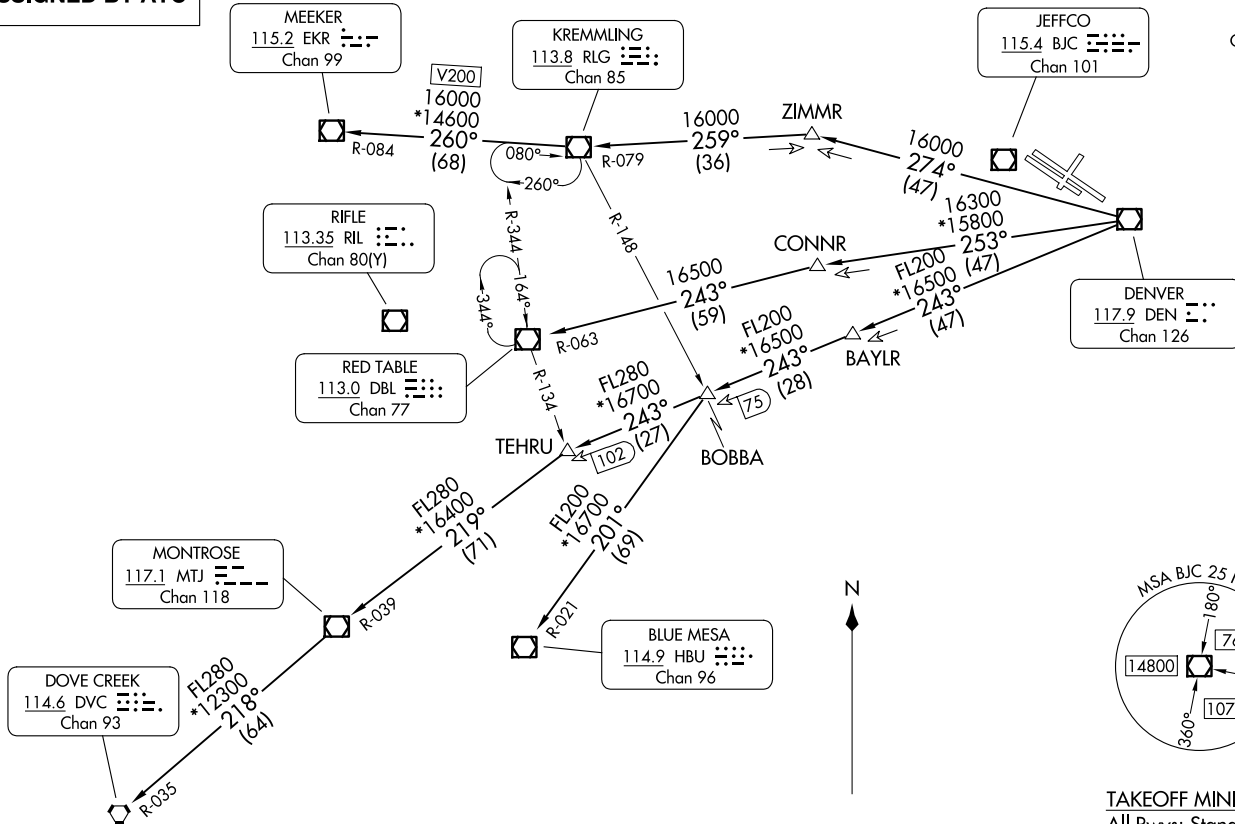 SSIGNED BY ATC
MEEKER
115.2 EKR
Chan 99
KREMMLING
113.8 RLG
Chan 85
JEFFCO
115.4 BJC
Chan 101
V200
16000
*14600
260°
(68)
R-084
080°
260°
R-079
16000
259°
(36)
ZIMMR
16000
274°
(47)
16300
*15800
253°
(47)
FL200
*16500
243°
(47)
RIFLE
113.35 RIL
Chan 80(Y)
R-344
R-148
CONNR
16500
243°
(59)
344°
164°
R-063
DENVER
117.9 DEN
Chan 126
RED TABLE
113.0 DBL
Chan 77
R-134
FL200
*16500
243°
(28)
BAYLR
FL280
*16700
243°
(27)
75
TEHRU
102
BOBBA
FL280
*16400
219°
(71)
FL200
*16700
201°
(69)
MONTROSE
117.1 MTJ
Chan 118
R-039
R-021
N
BLUE MESA
114.9 HBU
Chan 96
MSA BJC 25
180°
14800
107
360°
DOVE CREEK
114.6 DVC
Chan 93
FL280
*12300
218°
(64)
R-035
TAKEOFF MINI
All Rwys: Stand